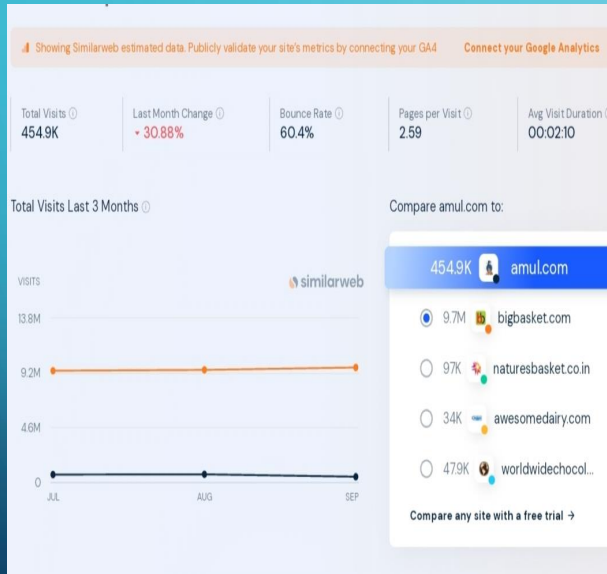 Showing Similarweb estimated data. Publicly validate your site's metrics by connecting your GA4 Connect your Google Analytics
Total Visits
454.9K
Last Month Change
30.88%
Bounce Rate
60.4%
Pages per Visit
2.59
Avg Visit Duration
00:02:10
Total Visits Last 3 Months
VISITS
similarweb
13.8M
9.2M
4.6M
0
JUL AUG SEP
Compare amul.com to:
454.9K amul.com
9.7M bigbasket.com
97K naturesbasket.co.in
34K awesomedairy.com
47.9K worldwidechocol...
Compare any site with a free trial →